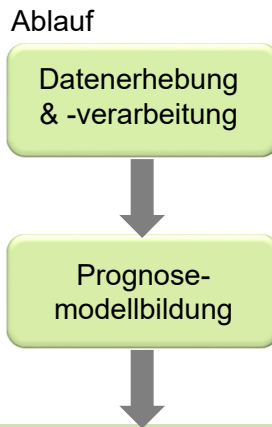 Ablauf
Datenerhebung
& -verarbeitung
Prognose-
modellbildung